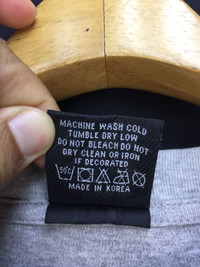 MACHINE WASH COLD
TUMBLE DRY LOW
DO NOT BLEACH DO NOT
DRY CLEAN OR IRON
IF DECORATED
30°C
MADE IN KOREA